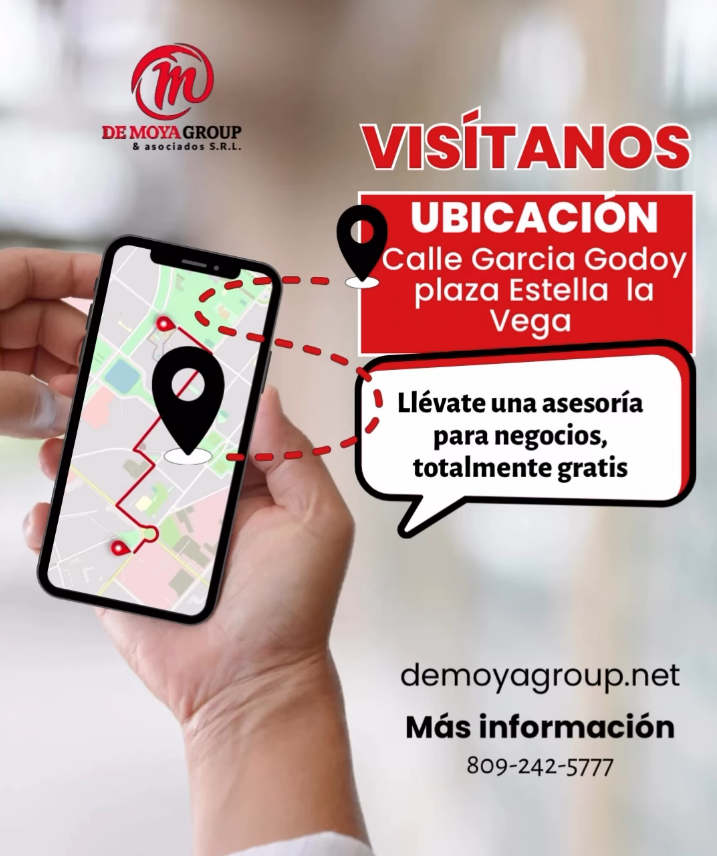 m
DE MOYA GROUP
& asociados S.R.L.
VISÍTANOS
UBICACIÓN
Calle Garcia Godoy
plaza Estella la
Vega
Llévate una asesoría
para negocios,
totalmente gratis
demoyagroup.net
Más información
809-242-5777